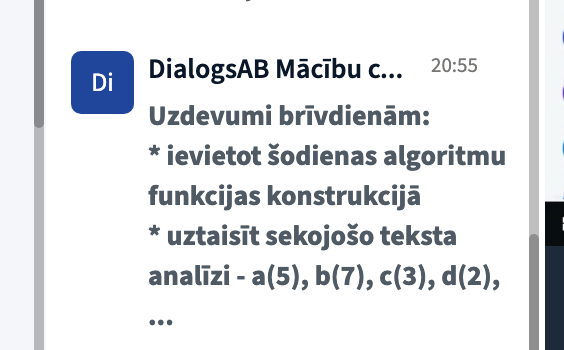 Di
DialogsAB Mācību c...
20:55
Uzdevumi brīvdienām:
* ievietot šodienas algoritmu
funkcijas konstrukcijā
* uztaisīt sekojošo teksta
analīzi - a(5), b(7), c(3), d(2),
...